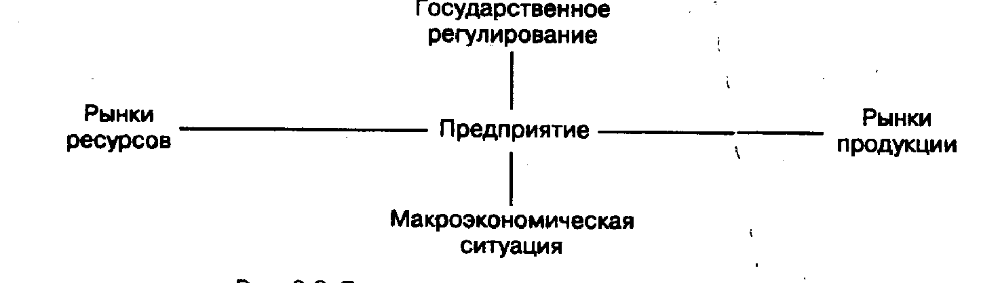 Государственное
регулирование
Рынки
ресурсов
Предприятие
Рынки
продукции
Макроэкономическая
ситуация